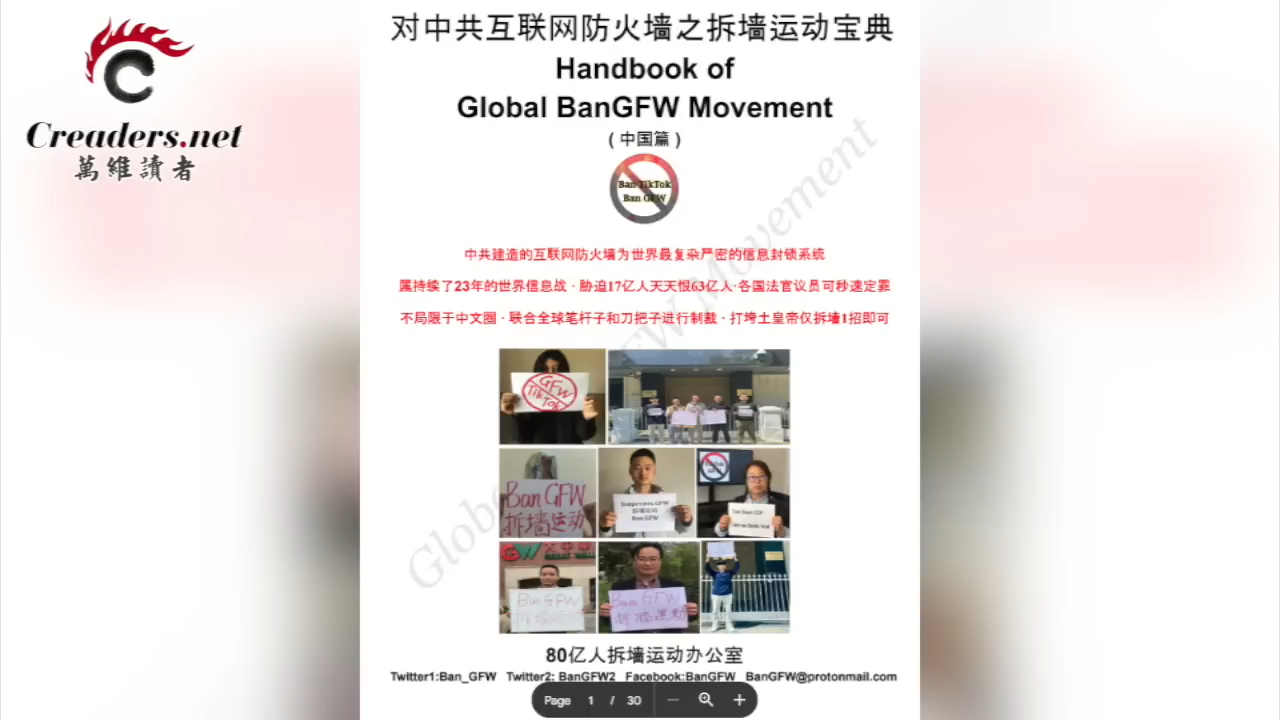 Creaders.net
萬維讀者
对中共互联网防火墙之拆墙运动宝典
Handbook of
Global BanGFW Movement
(中国篇)
Ban TikTok
Ban GFW
中共建造的互联网防火墙为世界最复杂严密的信息封锁系统
属持续了23年的世界信息战·胁迫17亿人天天恨63亿人·各国法官议员可秒速定罪
不局限于中文圈·联合全球笔杆子和刀把子进行制裁·打垮土皇帝仅拆墙1招即可
Global BanGFW Movement
GFW
TikTok
Ban GFW
拆墙运动
拆墙运动
Ban GFW
GW
Ban GFW
Ban GFW
拆墙運動
80亿人拆墙运动办公室
Twitter1:Ban_GFW Twitter2: BanGFW2 Facebook:BanGFW BanGFW@protonmail.com
Page 1 / 30